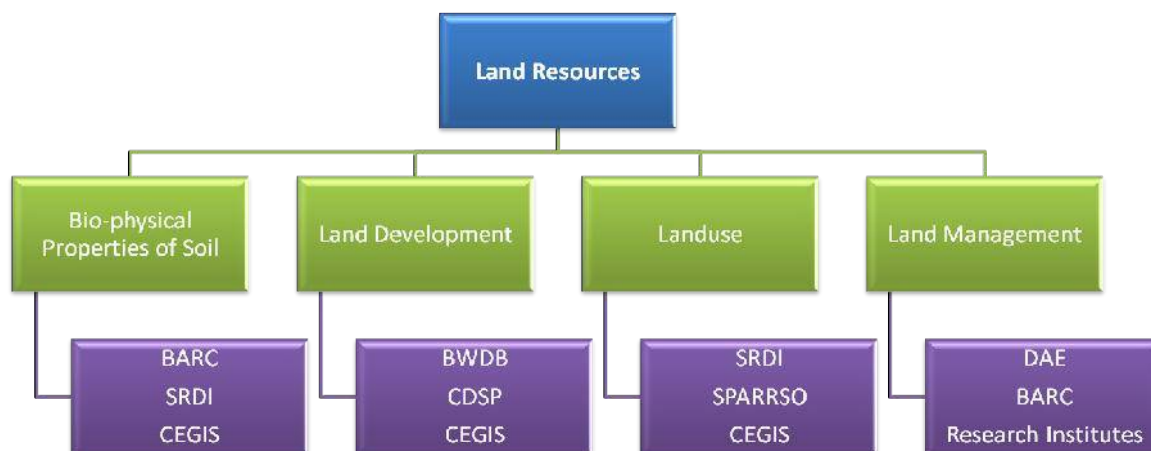 Land Resources
Bio-physical
Properties of Soil
Land Development
Landuse
Land Management
BARC
SRDI
CEGIS
BWDB
CDSP
CEGIS
SRDI
SPARRSO
CEGIS
DAE
BARC
Research Institutes